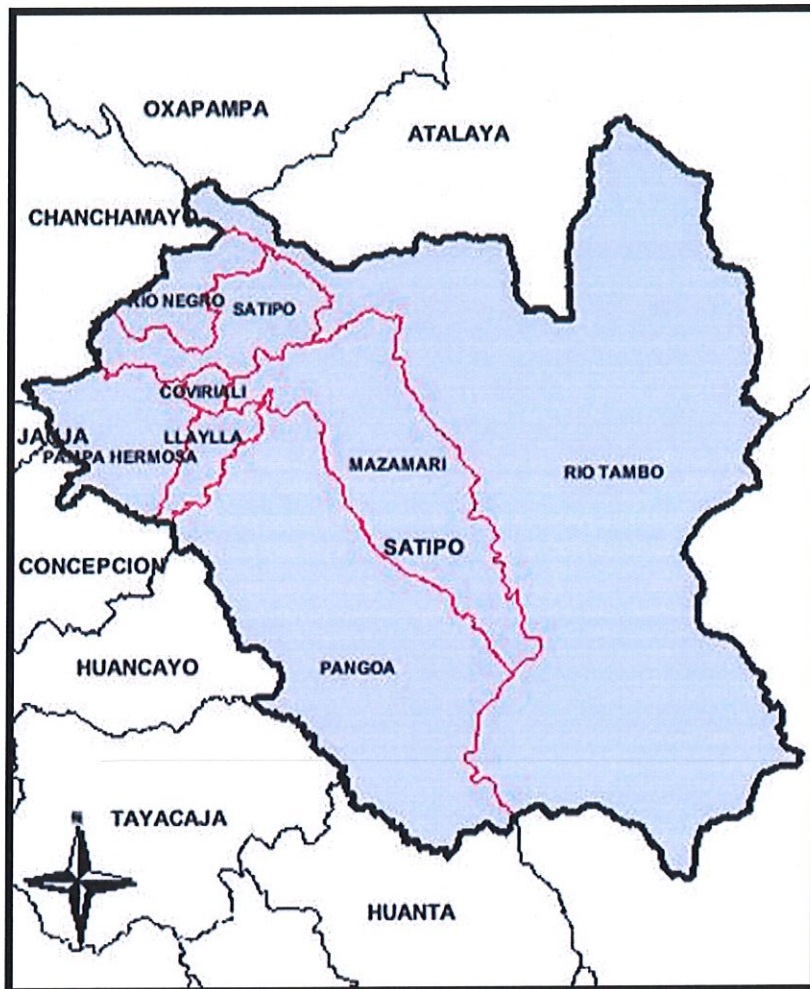 OXAPAMPA
ATALAYA
CHANCHAMAYO
RIO NEGRO
SATIPO
COVIRIALI
JAUJA
LLAYLLA
PAMPA HERMOSA
MAZAMARI
RIO TAMBO
SATIPO
CONCEPCION
HUANCAYO
PANGOA
TAYACAJA
N
HUANTA